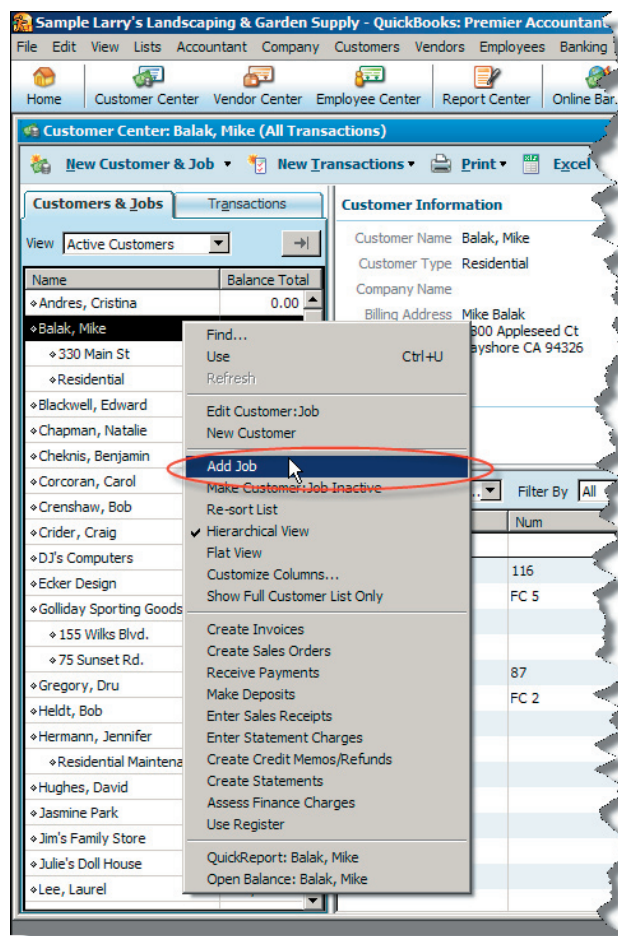 Sample Larry's Landscaping & Garden Supply - QuickBooks: Premier Accountant
File Edit View Lists Accountant Company Customers Vendors Employees Banking
Home Customer Center Vendor Center Employee Center Report Center Online Bar.
Customer Center: Balak, Mike (All Transactions)
New Customer & Job New Transactions Print Excel
Customers & Jobs Transactions
View Active Customers
Name Balance Total
Andres, Cristina 0.00
Balak, Mike
330 Main St
Residential
Blackwell, Edward
Chapman, Natalie
Cheknis, Benjamin
Corcoran, Carol
Crenshaw, Bob
Crider, Craig
DJ's Computers
Ecker Design
Golliday Sporting Goods
155 Wilks Blvd.
75 Sunset Rd.
Gregory, Dru
Heldt, Bob
Hermann, Jennifer
Residential Maintena
Hughes, David
Jasmine Park
Jim's Family Store
Julie's Doll House
Lee, Laurel
Customer Information
Customer Name Balak, Mike
Customer Type Residential
Company Name
Billing Address Mike Balak
800 Appleseed Ct
ayshore CA 94326
Find...
Use Ctrl+U
Refresh
Edit Customer:Job
New Customer
Add Job
Make Customer:Job Inactive
Re-sort List
Hierarchical View
Flat View
Customize Columns...
Show Full Customer List Only
Create Invoices
Create Sales Orders
Receive Payments
Make Deposits
Enter Sales Receipts
Enter Statement Charges
Create Credit Memos/Refunds
Create Statements
Assess Finance Charges
Use Register
QuickReport: Balak, Mike
Open Balance: Balak, Mike
Filter By All
Num
116
FC 5
87
FC 2